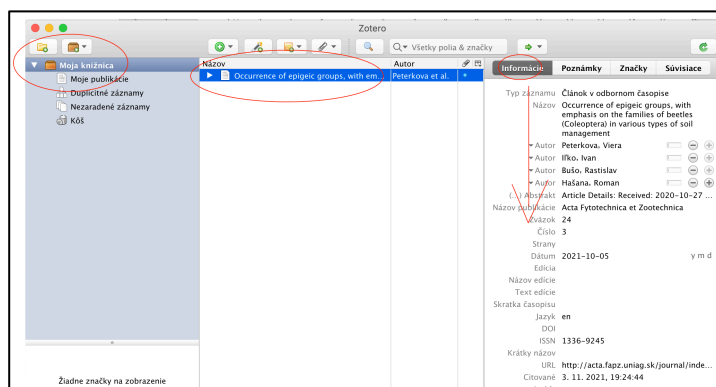 Zotero
Všetky polia & značky
Moja knižnica
Moje publikácie
Duplicitné záznamy
Nezaradené záznamy
Kôš
Žiadne značky na zobrazenie
Názov
Autor
Occurrence of epigeic groups, with em...
Peterkova et al.
Informácie
Poznámky
Značky
Súvisiace
Typ záznamu Článok v odbornom časopise
Názov Occurrence of epigeic groups, with
emphasis on the families of beetles
(Coleoptera) in various types of soil
management
Autor Peterkova, Viera
Autor Iľko, Ivan
Autor Bušo, Rastislav
Autor Hašana, Roman
(...) Abstrakt Article Details: Received: 2020-10-27 ...
Názov publikácie Acta Fytotechnica et Zootechnica
Zväzok 24
Číslo 3
Strany
Dátum 2021-10-05 y m d
Edícia
Názov edície
Text edície
Skratka časopisu
Jazyk en
DOI
ISSN 1336-9245
Krátky názov
URL http://acta.fapz.uniag.sk/journal/inde...
Citované 3. 11. 2021, 19:24:44